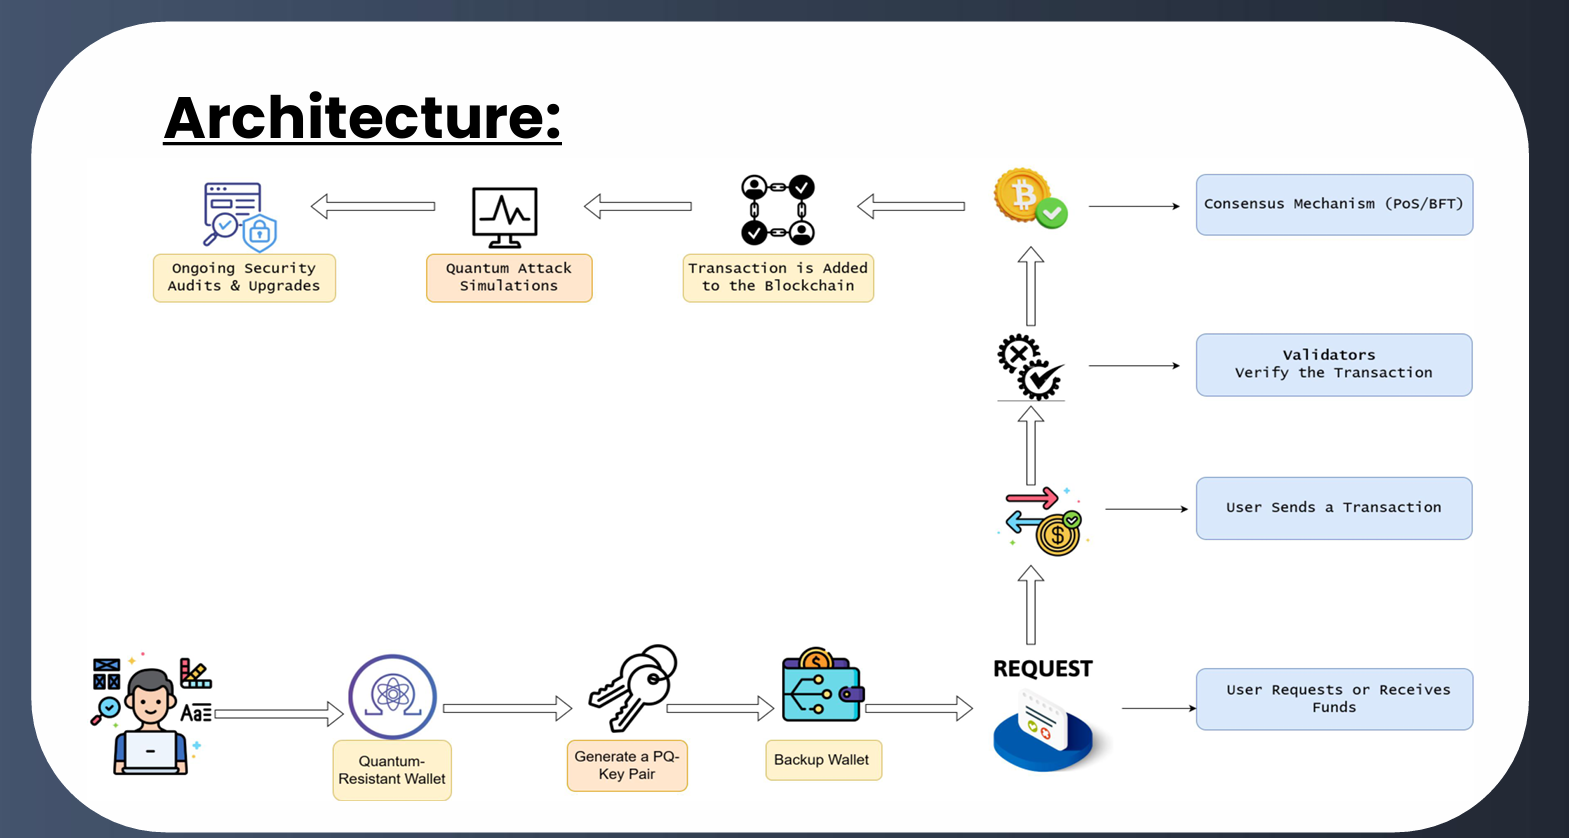 Architecture:
Consensus Mechanism (PoS/BFT)
Ongoing Security
Audits & Upgrades
Quantum Attack
Simulations
Transaction is Added
to the Blockchain
Validators
Verify the Transaction
User Sends a Transaction
REQUEST
User Requests or Receives
Funds
Aa
Quantum-
Resistant Wallet
Generate a PQ-
Key Pair
Backup Wallet